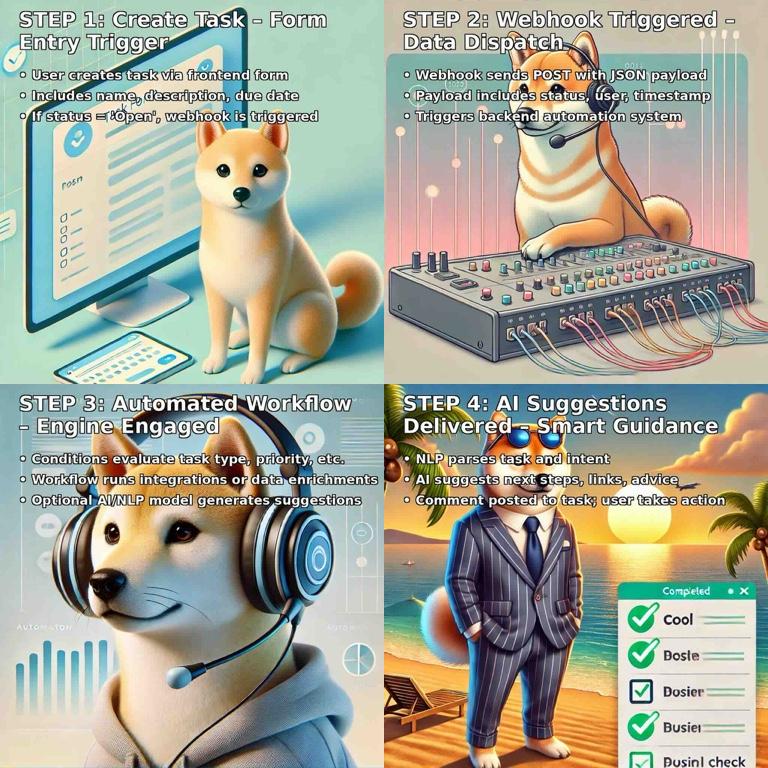 STEP 1: Create Task – Form
Entry Trigger
• User creates task via frontend form
• Includes name, description, due date
• If status = 'Open', webhook is triggered
STEP 2: Webhook Triggered –
Data Dispatch
• Webhook sends POST with JSON payload
• Payload includes status, user, timestamp
• Triggers backend automation system
STEP 3: Automated Workflow
– Engine Engaged
• Conditions evaluate task type, priority, etc.
• Workflow runs integrations or data enrichments
• Optional AI/NLP model generates suggestions
AUTOMATON
STEP 4: AI Suggestions
Delivered – Smart Guidance
• NLP parses task and intent
• AI suggests next steps, links, advice
• Comment posted to task; user takes action
Completed
Cool
Bosle
Dosier
Busier
Pusinl check